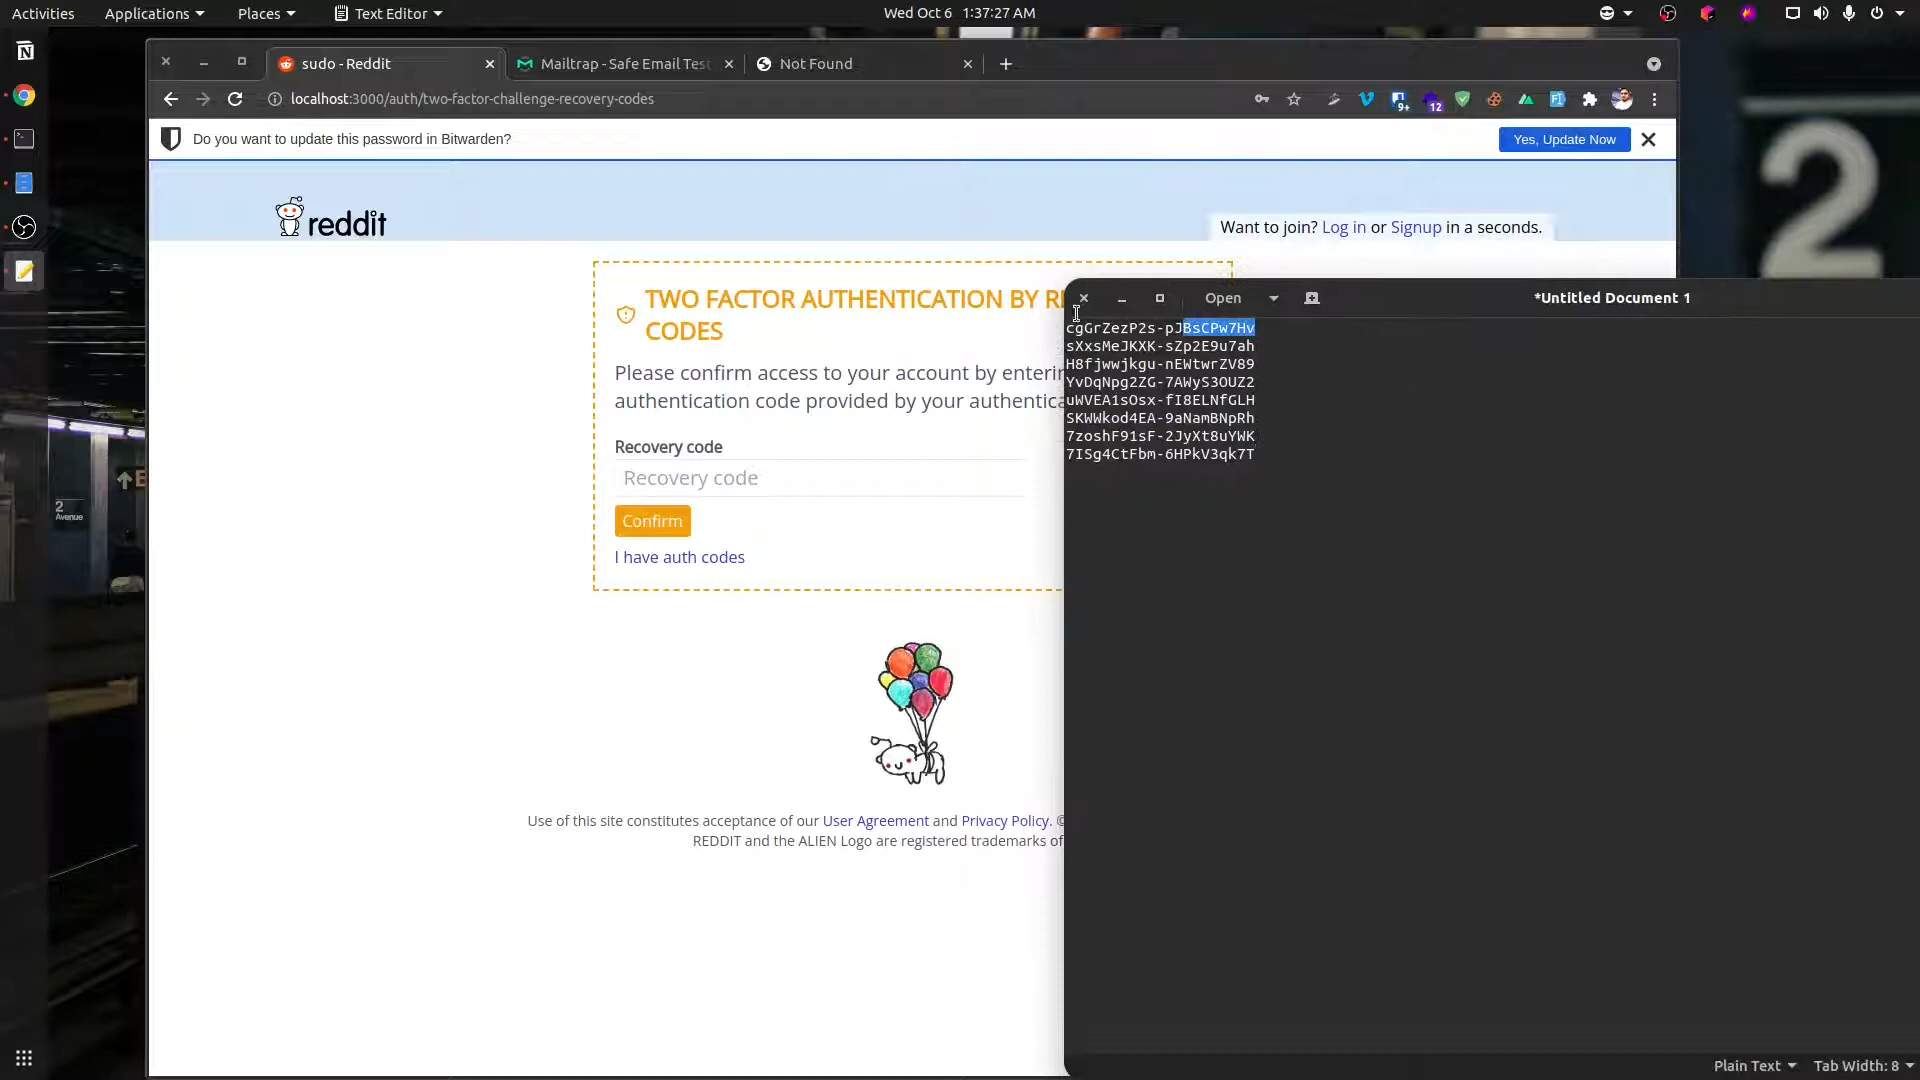 Activities Applications Places Text Editor Wed Oct 6 1:37:27 AM
sudo - Reddit Mailtrap - Safe Email Test Not Found
localhost:3000/auth/two-factor-challenge-recovery-codes 9+ 12
Do you want to update this password in Bitwarden? Yes, Update Now
reddit
Want to join? Log in or Signup in a seconds.
TWO FACTOR AUTHENTICATION BY RE
CODES
Please confirm access to your account by enterin
authentication code provided by your authentica
Recovery code
Recovery code
Confirm
I have auth codes
Use of this site constitutes acceptance of our User Agreement and Privacy Policy. ©
REDDIT and the ALIEN Logo are registered trademarks of
Open *Untitled Document 1
cgGrZezP2s-pJBsCPw7Hv
sXxsMeJKXK-sZp2E9u7ah
H8fjwwjkgu-nEWtwrZV89
YvDqNpg2ZG-7AWyS3OUZ2
uWVEA1sOsx-fI8ELNfGLH
SKWWkod4EA-9aNamBNpRh
7zoshF91sF-2JyXt8uYWK
7ISg4CtFbm-6HPkV3qk7T
Plain Text Tab Width: 8
2
2
Avenue